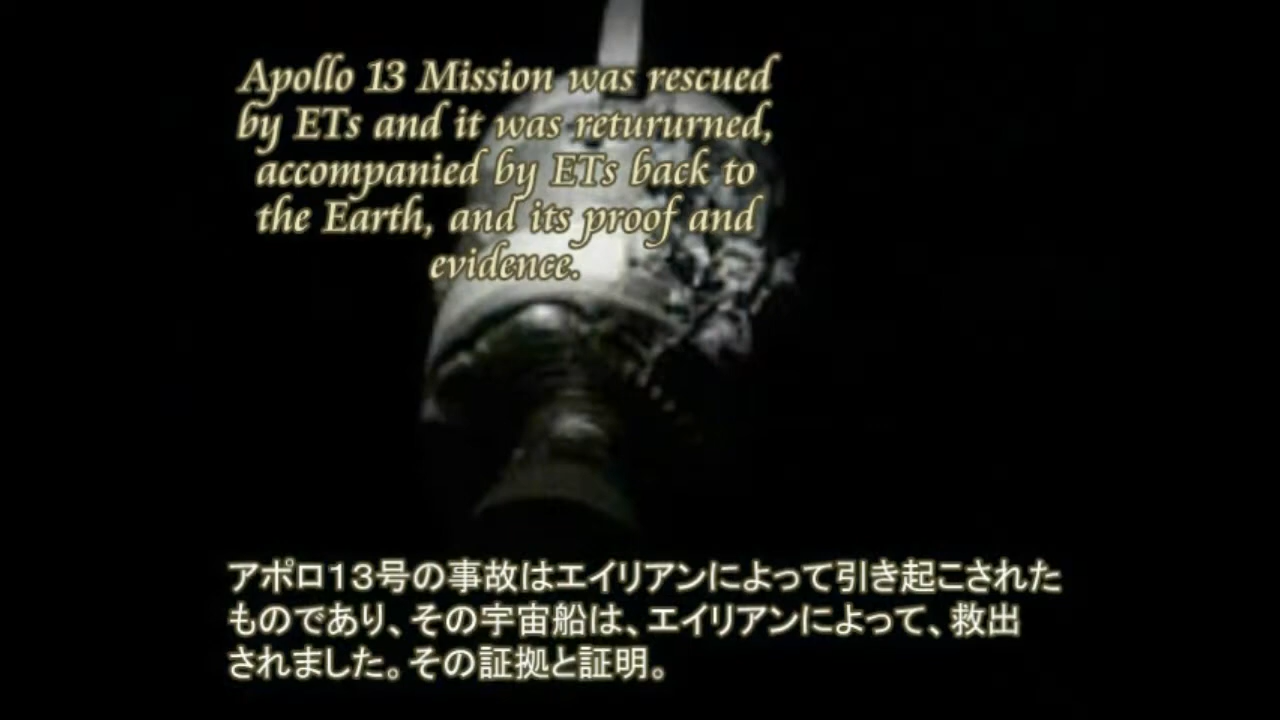 Apollo 13 Mission was rescued
by ETs and it was retururned,
accompanied by ETs back to
the Earth, and its proof and
evidence.
アポロ１３号の事故はエイリアンによって引き起こされた
ものであり、その宇宙船は、エイリアンによって、救出
されました。その証拠と証明。